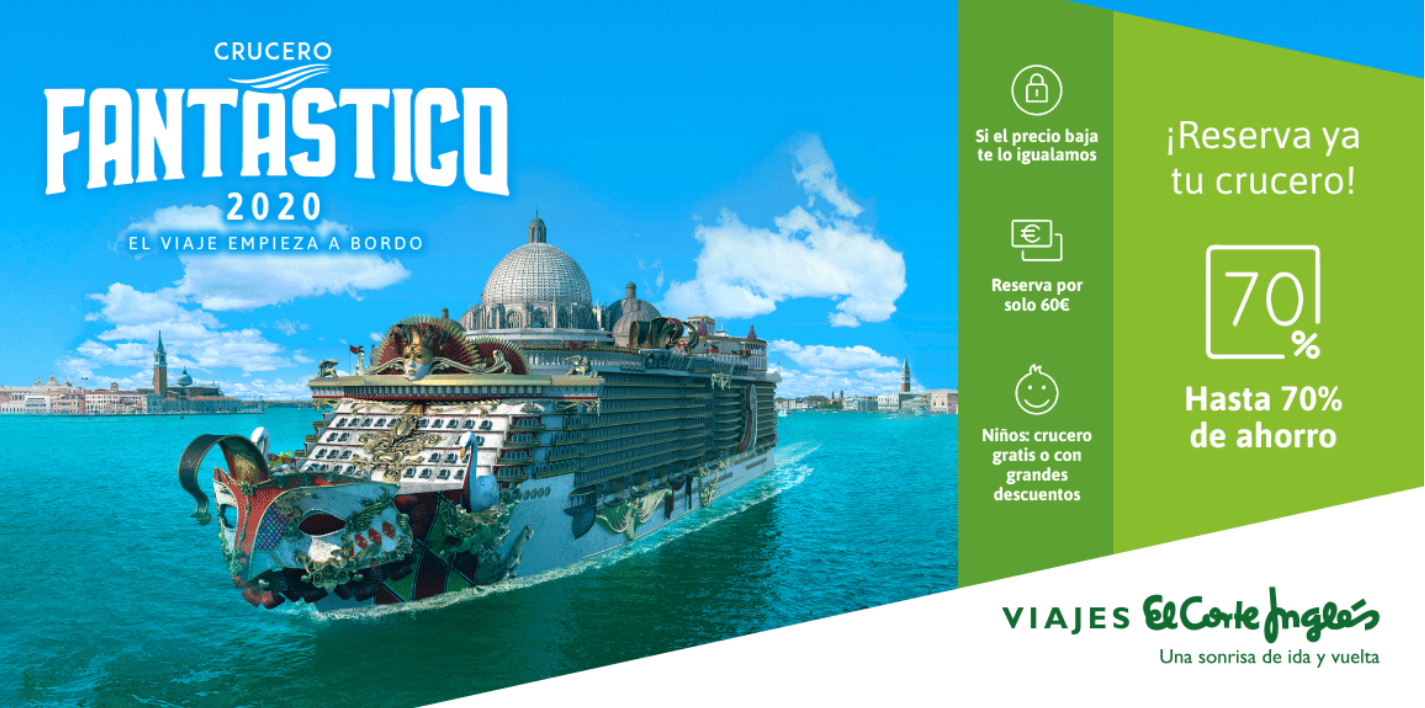 CRUCERO
FANTÁSTICO
2020
EL VIAJE EMPIEZA A BORDO
Si el precio baja
te lo igualamos
€
Reserva por
solo 60€
Niños: crucero
gratis o con
grandes
descuentos
¡Reserva ya
tu crucero!
70
%
Hasta 70%
de ahorro
VIAJES El Corte Inglés
Una sonrisa de ida y vuelta